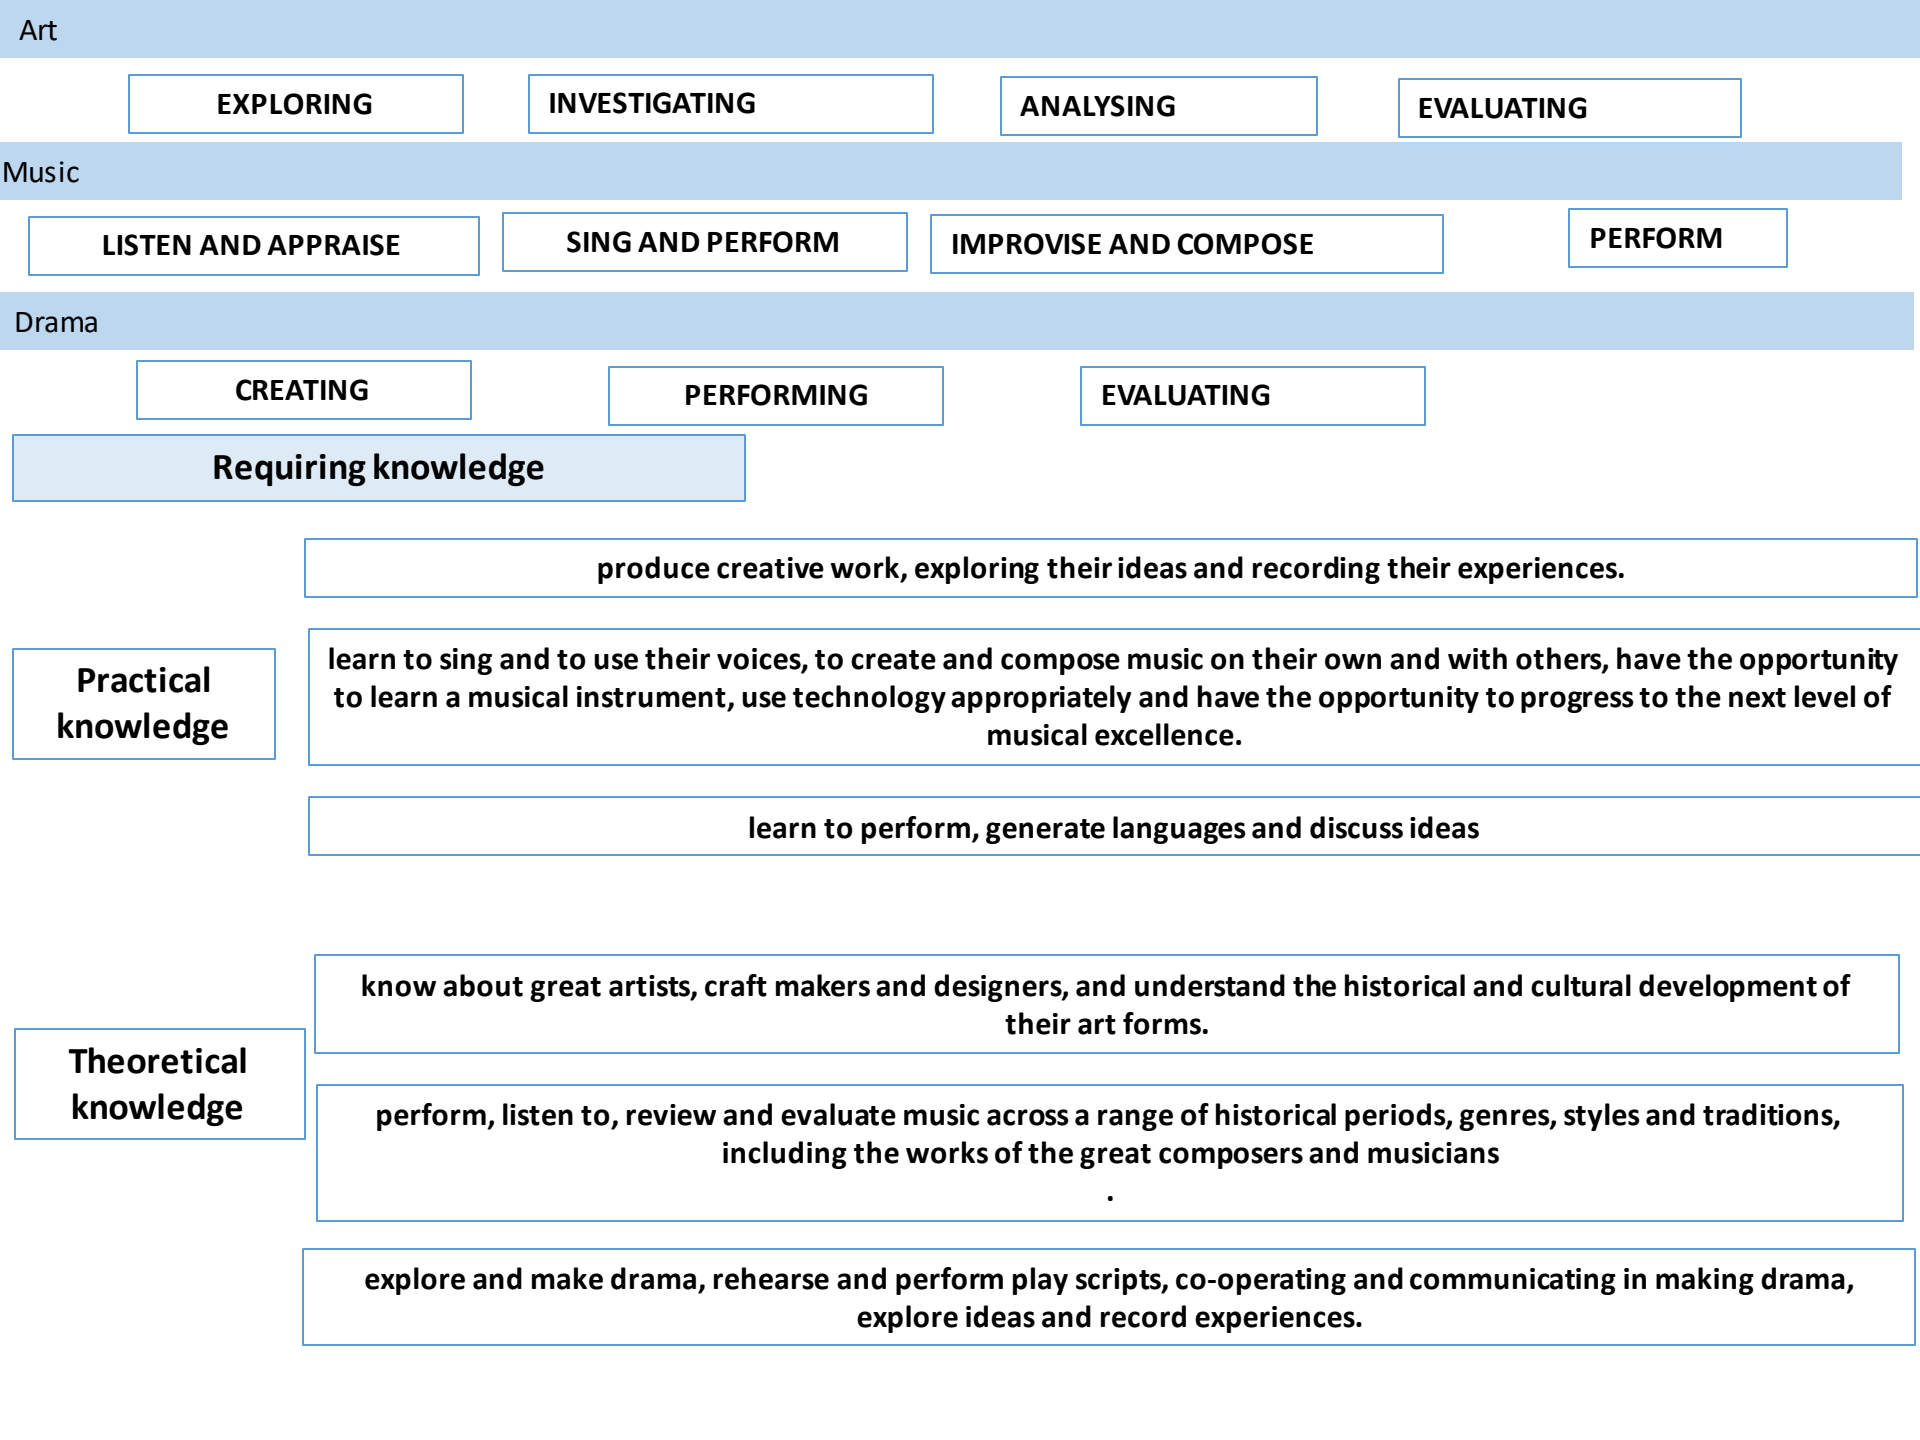 Art
EXPLORING
INVESTIGATING
ANALYSING
EVALUATING
Music
LISTEN AND APPRAISE
SING AND PERFORM
IMPROVISE AND COMPOSE
PERFORM
Drama
CREATING
PERFORMING
EVALUATING
Requiring knowledge
produce creative work, exploring their ideas and recording their experiences.
Practical
knowledge
learn to sing and to use their voices, to create and compose music on their own and with others, have the opportunity
to learn a musical instrument, use technology appropriately and have the opportunity to progress to the next level of
musical excellence.
learn to perform, generate languages and discuss ideas
know about great artists, craft makers and designers, and understand the historical and cultural development of
their art forms.
Theoretical
knowledge
perform, listen to, review and evaluate music across a range of historical periods, genres, styles and traditions,
including the works of the great composers and musicians
.
explore and make drama, rehearse and perform play scripts, co-operating and communicating in making drama,
explore ideas and record experiences.